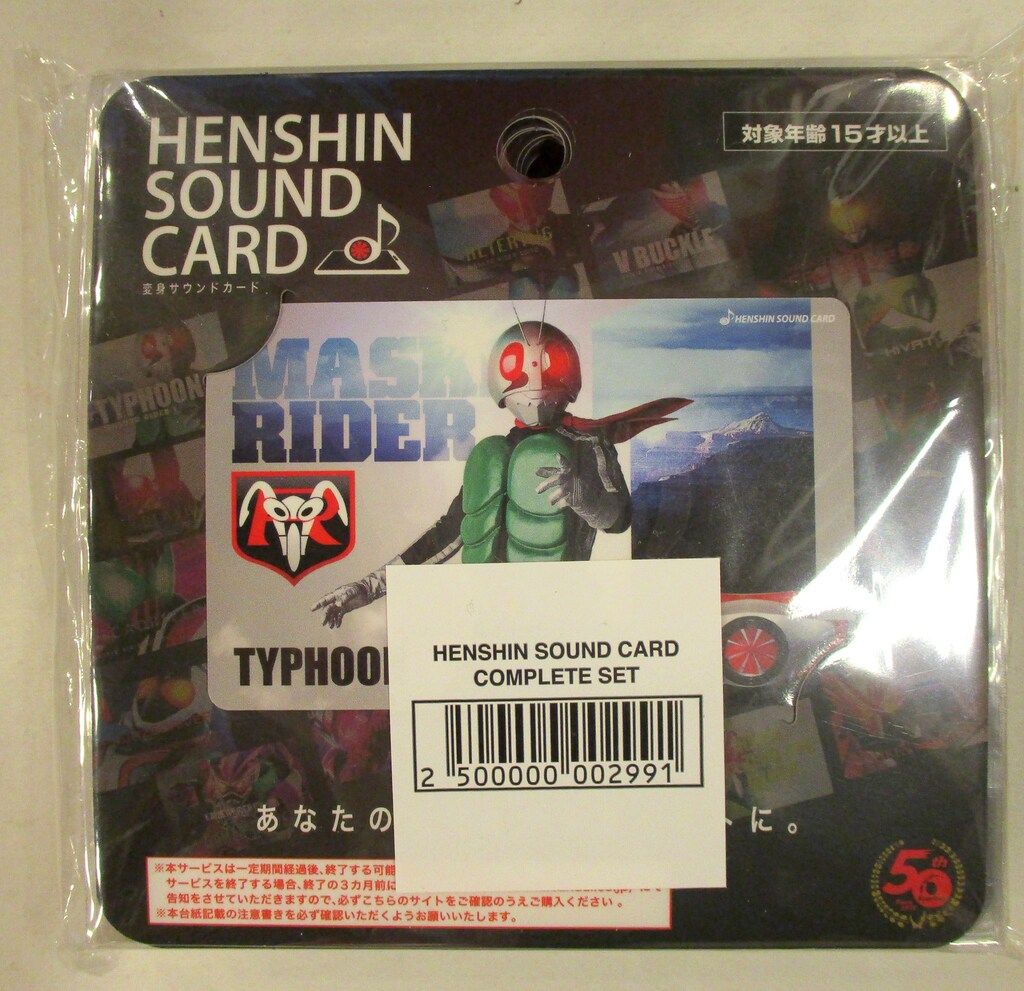 HENSHIN
SOUND
CARD
変身サウンドカード
対象年齢15才以上
V BUCKLE
TYPHOON
HENSHIN SOUND CARD
MASK
RIDER
R
TYPHOON
HENSHIN SOUND CARD
COMPLETE SET
2 500000 002991
あなたの
トに。
※本サービスは一定期間経過後、終了する可能
サービスを終了する場合、終了の3カ月前に
告知をさせていただきますので、必ずこちらのサイトをご確認のうえご購入ください。
※本台紙記載の注意書きを必ず確認いただくようお願いいたします。
50th